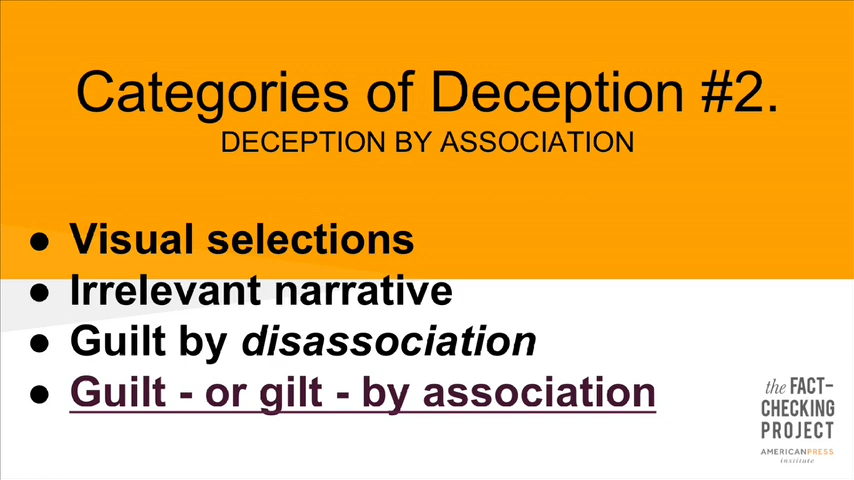 Categories of Deception #2.
DECEPTION BY ASSOCIATION
● Visual selections
● Irrelevant narrative
● Guilt by disassociation
● Guilt - or gilt - by association
the FACT-
CHECKING
PROJECT
AMERICANPRESS
institute